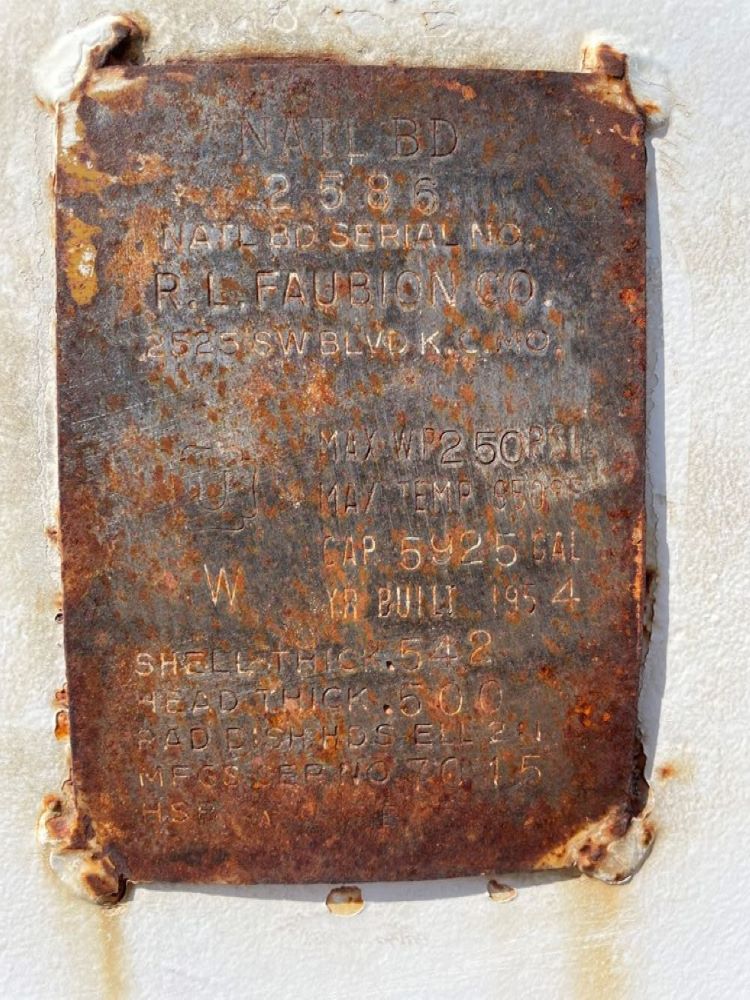 NATL BD
2586
NATL BD SERIAL NO.
R. L. FAUBION CO.
2525 SW BLVD K.C. MO.
U
MAX WP 250 PSI
MAX TEMP 650°F
CAP 5925 GAL
W
YR BUILT 1954
SHELL THICK .542
HEAD THICK .500
RAD DISH HDS ELL 2:1
MFGS SER NO 7015